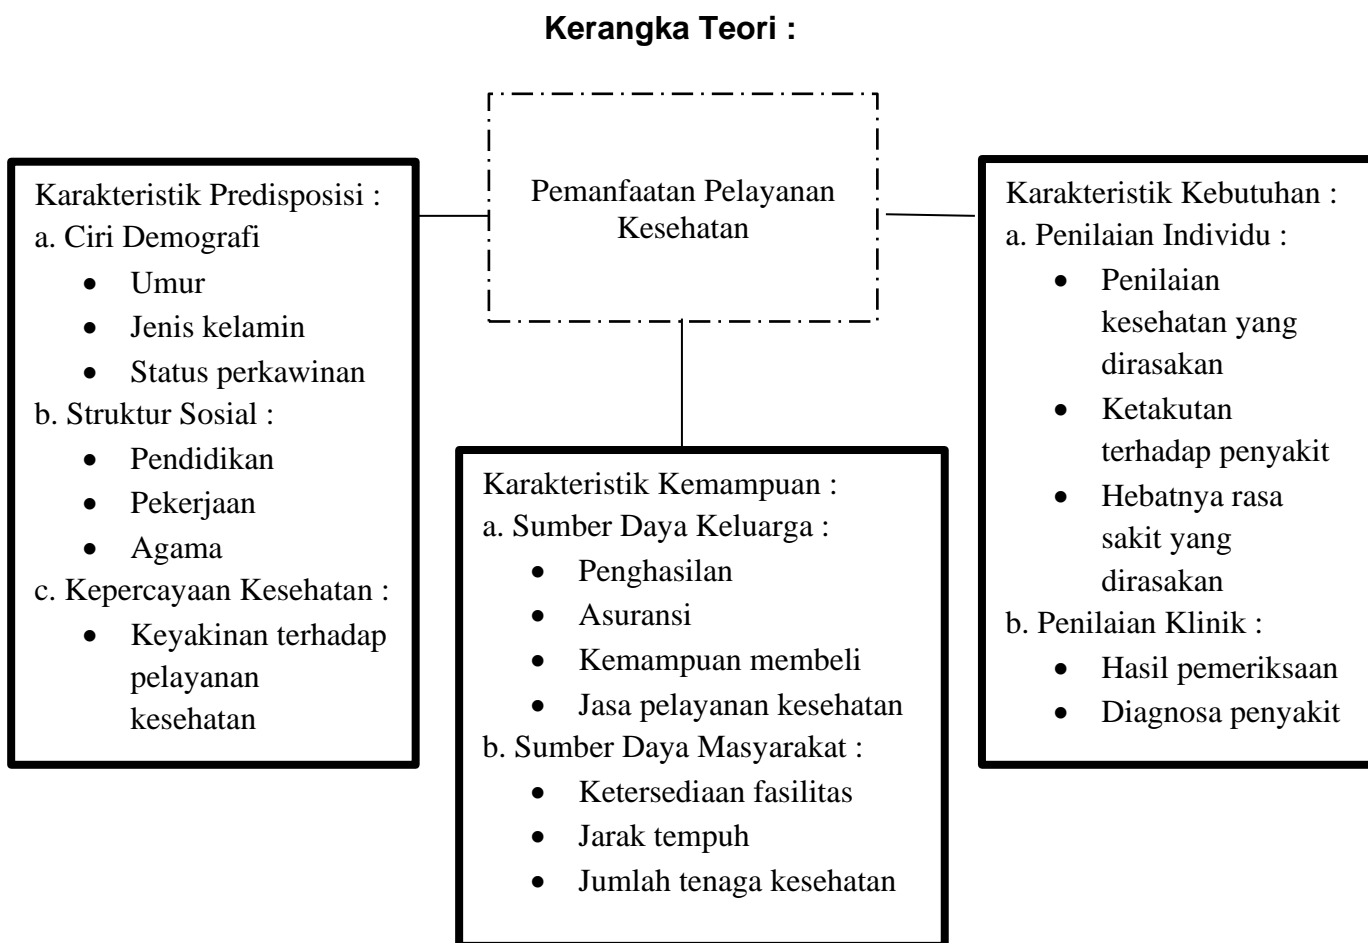 Kerangka Teori :
Pemanfaatan Pelayanan
Kesehatan
Karakteristik Predisposisi :
a. Ciri Demografi
• Umur
• Jenis kelamin
• Status perkawinan
b. Struktur Sosial :
• Pendidikan
• Pekerjaan
• Agama
c. Kepercayaan Kesehatan :
• Keyakinan terhadap
pelayanan
kesehatan
Karakteristik Kemampuan :
a. Sumber Daya Keluarga :
• Penghasilan
• Asuransi
• Kemampuan membeli
• Jasa pelayanan kesehatan
b. Sumber Daya Masyarakat :
• Ketersediaan fasilitas
• Jarak tempuh
• Jumlah tenaga kesehatan
Karakteristik Kebutuhan :
a. Penilaian Individu :
• Penilaian
kesehatan yang
dirasakan
• Ketakutan
terhadap penyakit
• Hebatnya rasa
sakit yang
dirasakan
b. Penilaian Klinik :
• Hasil pemeriksaan
• Diagnosa penyakit